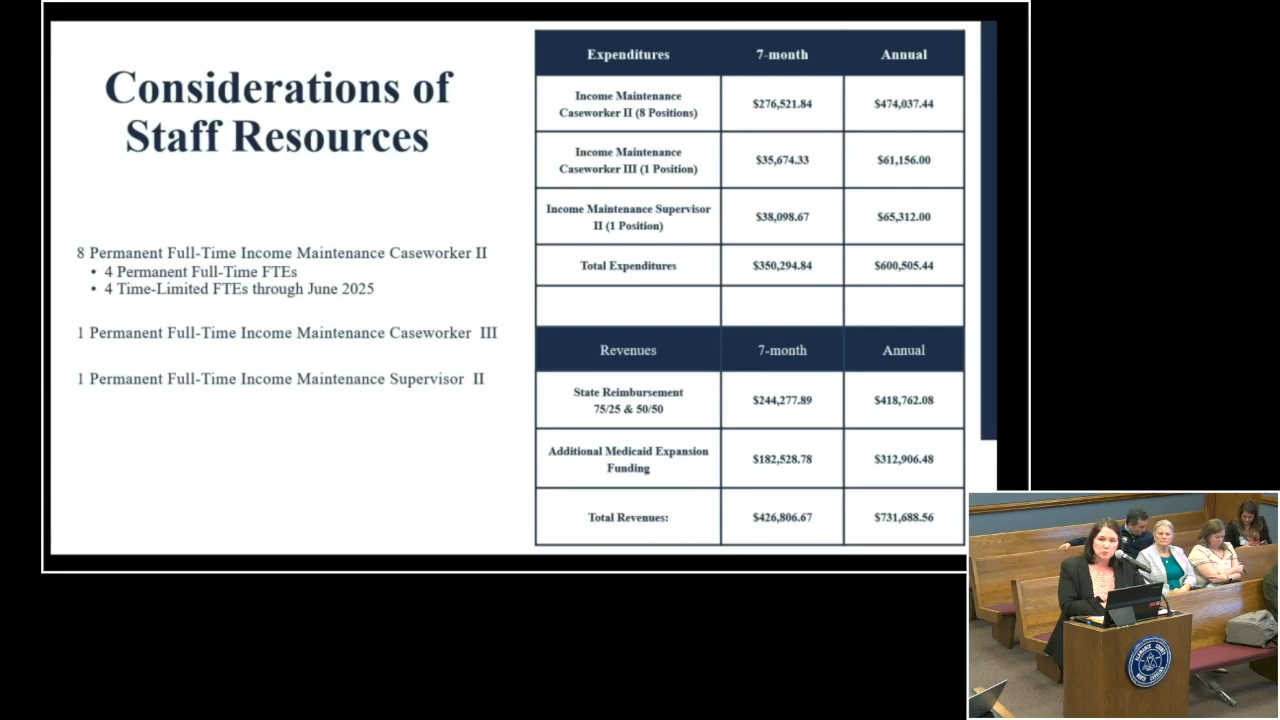 Considerations of
Staff Resources
8 Permanent Full-Time Income Maintenance Caseworker II
• 4 Permanent Full-Time FTEs
• 4 Time-Limited FTEs through June 2025
1 Permanent Full-Time Income Maintenance Caseworker III
1 Permanent Full-Time Income Maintenance Supervisor II
Expenditures 7-month Annual
Income Maintenance
Caseworker II (8 Positions) $276,521.84 $474,037.44
Income Maintenance
Caseworker III (1 Position) $35,674.33 $61,156.00
Income Maintenance Supervisor
II (1 Position) $38,098.67 $65,312.00
Total Expenditures $350,294.84 $600,505.44
Revenues 7-month Annual
State Reimbursement
75/25 & 50/50 $244,277.89 $418,762.08
Additional Medicaid Expansion
Funding $182,528.78 $312,906.48
Total Revenues: $426,806.67 $731,688.56
ALAMANCE COUNTY
NORTH CAROLINA